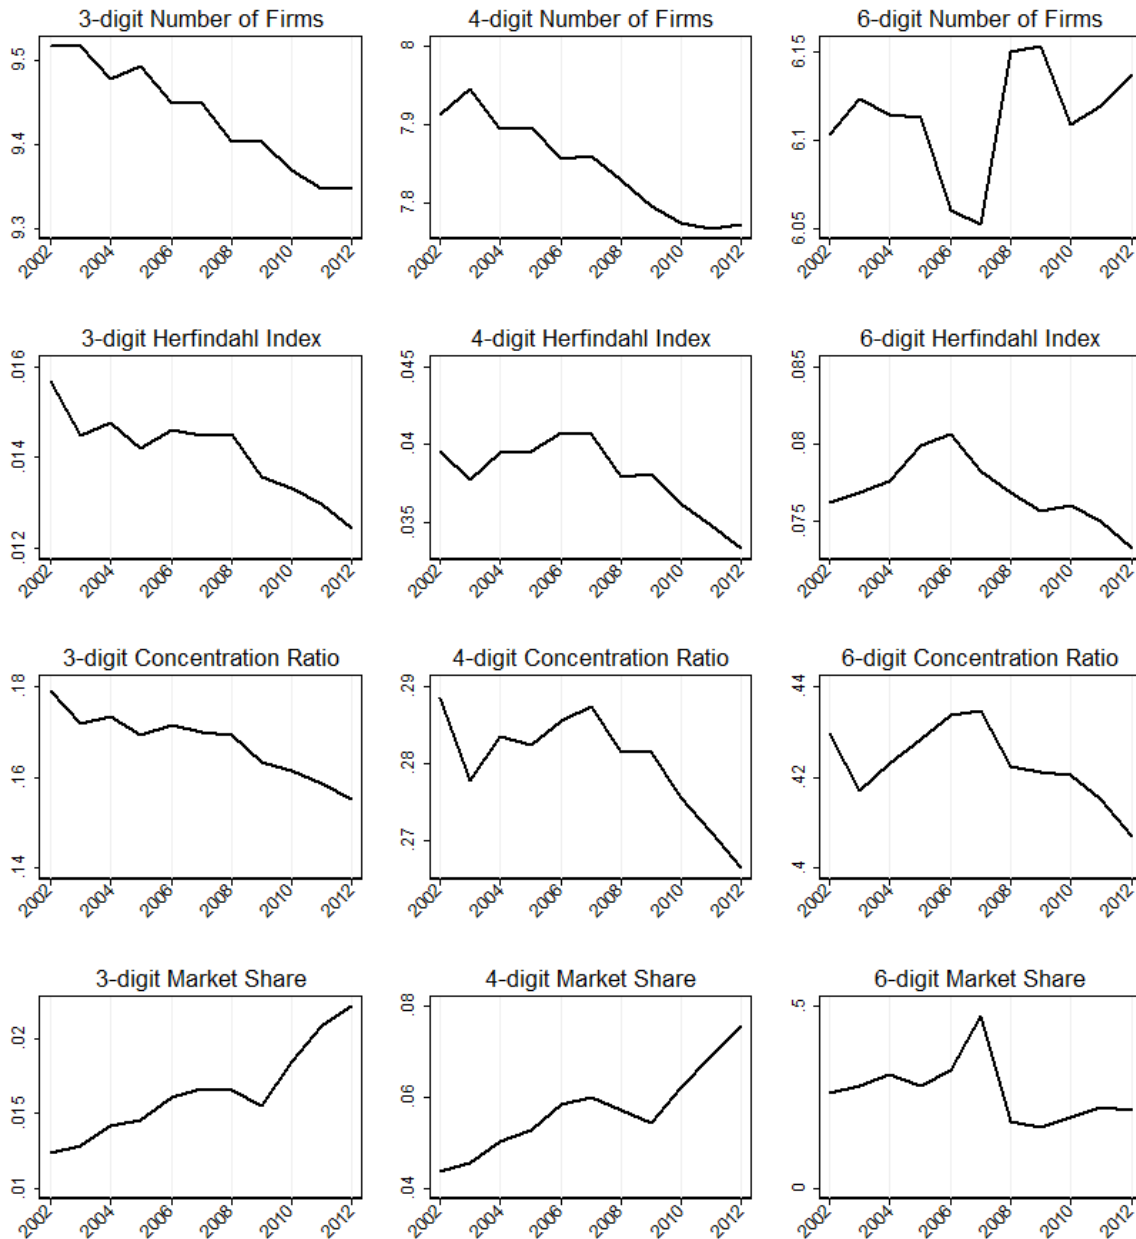 3-digit Number of Firms
9.5
9.4
9.3
2002 2004 2006 2008 2010 2012
4-digit Number of Firms
8
7.9
7.8
2002 2004 2006 2008 2010 2012
6-digit Number of Firms
6.15
6.1
6.05
2002 2004 2006 2008 2010 2012
3-digit Herfindahl Index
.016
.014
.012
2002 2004 2006 2008 2010 2012
4-digit Herfindahl Index
.045
.04
.035
2002 2004 2006 2008 2010 2012
6-digit Herfindahl Index
.085
.08
.075
2002 2004 2006 2008 2010 2012
3-digit Concentration Ratio
.18
.16
.14
2002 2004 2006 2008 2010 2012
4-digit Concentration Ratio
.29
.28
.27
2002 2004 2006 2008 2010 2012
6-digit Concentration Ratio
.44
.42
.4
2002 2004 2006 2008 2010 2012
3-digit Market Share
.02
.015
.01
2002 2004 2006 2008 2010 2012
4-digit Market Share
.08
.06
.04
2002 2004 2006 2008 2010 2012
6-digit Market Share
.5
0
2002 2004 2006 2008 2010 2012